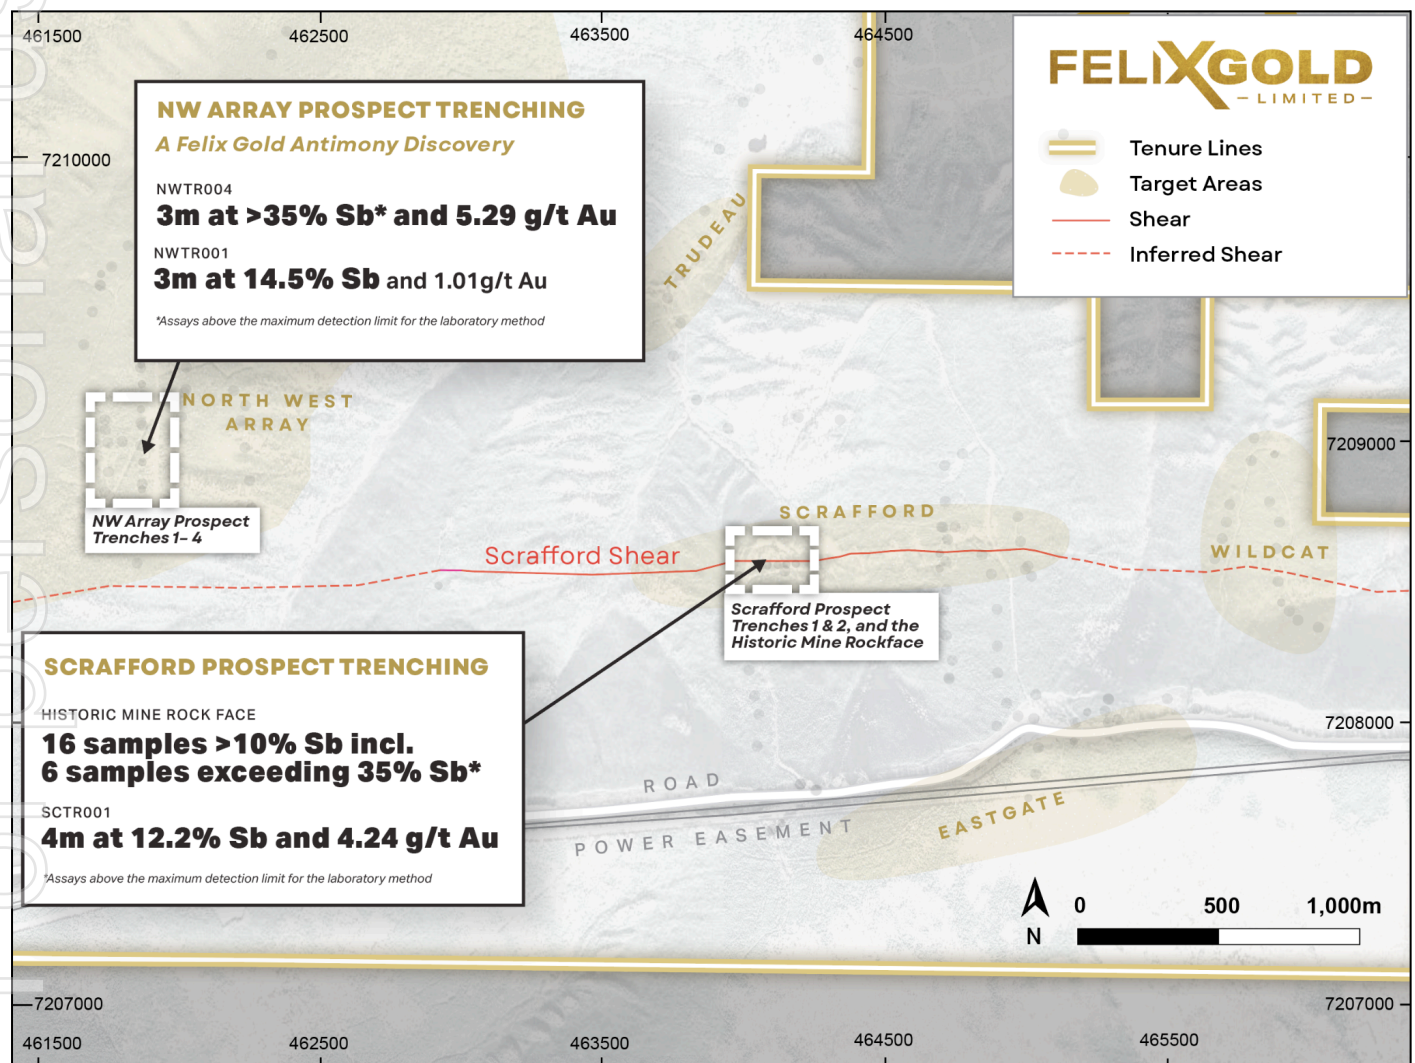 461500
462500
463500
464500
FELIXGOLD
LIMITED
Tenure Lines
Target Areas
Shear
Inferred Shear
7210000
NW ARRAY PROSPECT TRENCHING
A Felix Gold Antimony Discovery
NWTR004
3m at >35% Sb* and 5.29 g/t Au
NWTR001
3m at 14.5% Sb and 1.01g/t Au
*Assays above the maximum detection limit for the laboratory method
TRUDEAU
NORTH WEST
ARRAY
7209000
NW Array Prospect
Trenches 1– 4
SCRAFFORD
Scrafford Shear
WILDCAT
Scrafford Prospect
Trenches 1 & 2, and the
Historic Mine Rockface
SCRAFFORD PROSPECT TRENCHING
HISTORIC MINE ROCK FACE
16 samples >10% Sb incl.
6 samples exceeding 35% Sb*
SCTR001
4m at 12.2% Sb and 4.24 g/t Au
*Assays above the maximum detection limit for the laboratory method
7208000
ROAD
POWER EASEMENT
EASTGATE
N
0 500 1,000m
7207000
7207000
461500
462500
463500
464500
465500